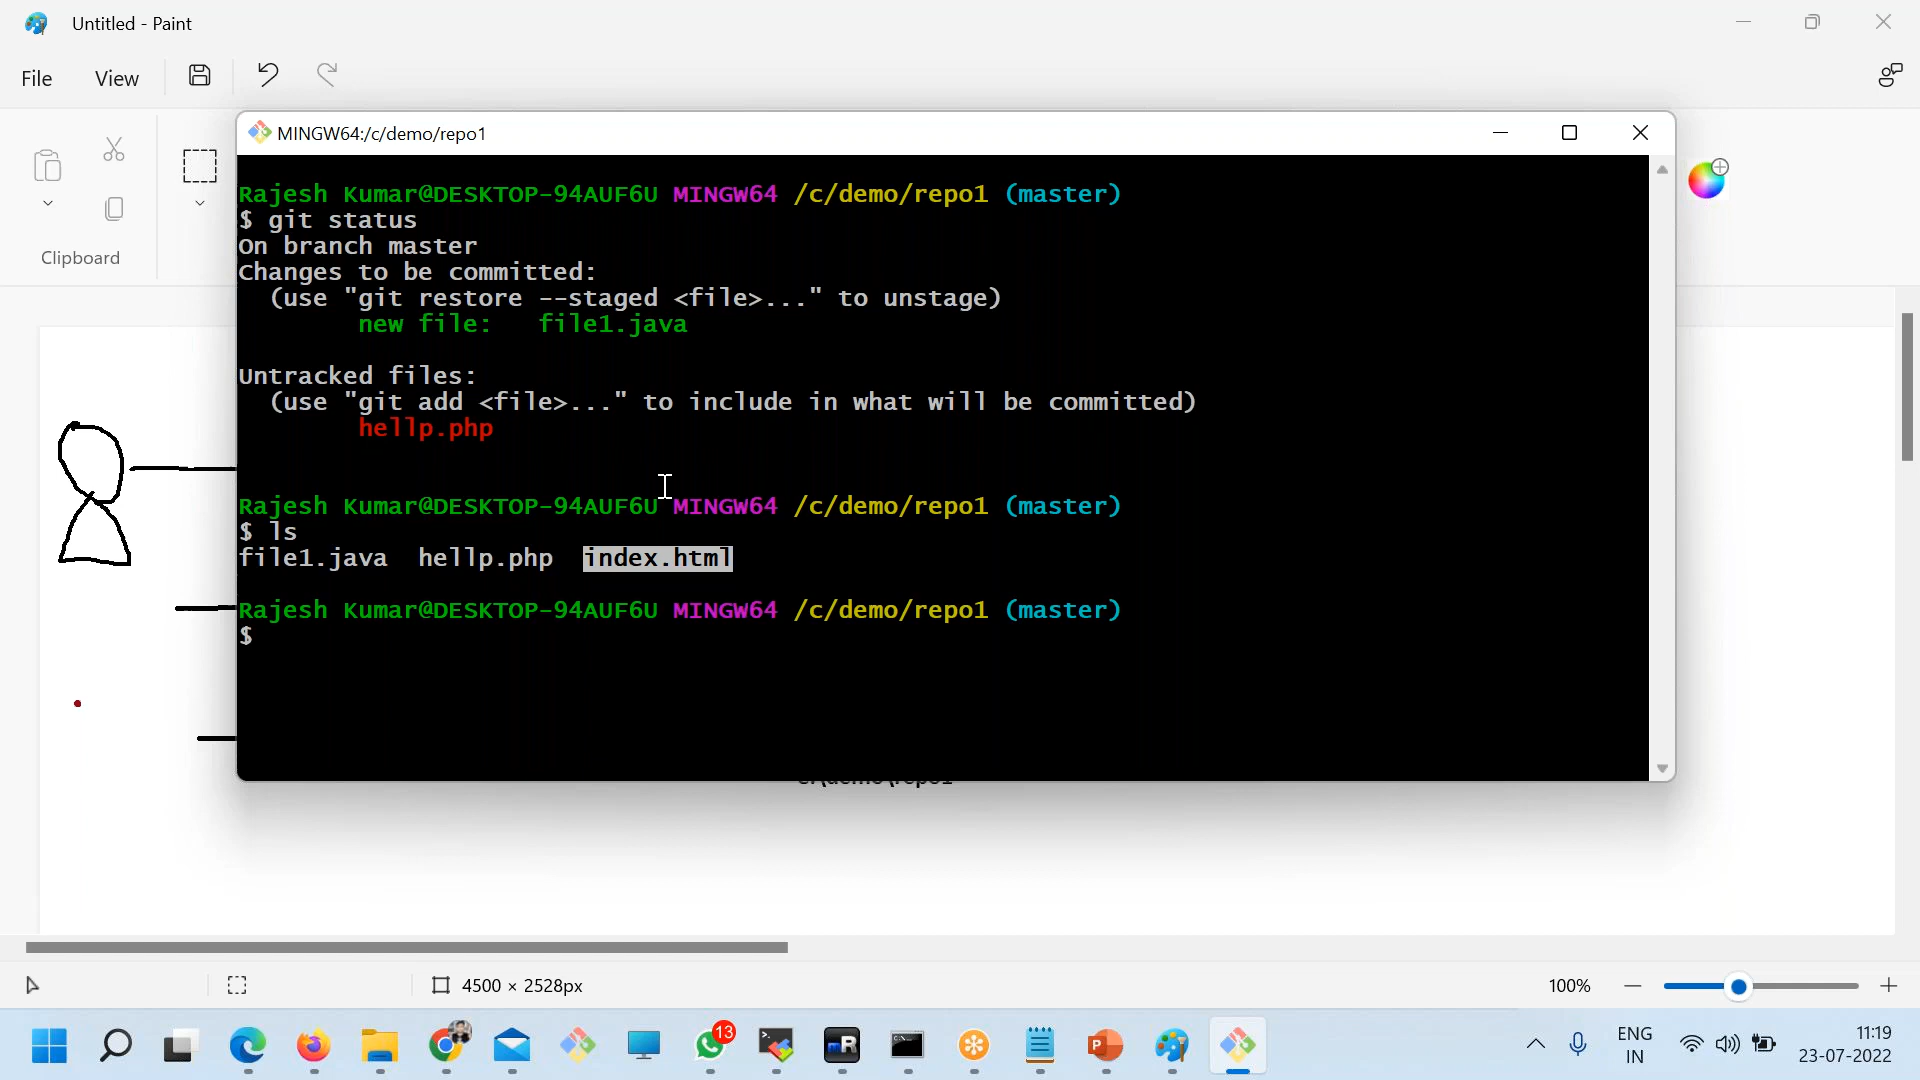 Untitled - Paint
File View
MINGW64:/c/demo/repo1
Clipboard
Rajesh Kumar@DESKTOP-94AUF6U MINGW64 /c/demo/repo1 (master)
$ git status
On branch master
Changes to be committed:
(use "git restore --staged <file>..." to unstage)
new file: file1.java
Untracked files:
(use "git add <file>..." to include in what will be committed)
hellp.php
Rajesh Kumar@DESKTOP-94AUF6U MINGW64 /c/demo/repo1 (master)
$ ls
file1.java hellp.php index.html
Rajesh Kumar@DESKTOP-94AUF6U MINGW64 /c/demo/repo1 (master)
$
4500 × 2528px
100%
13
ENG
IN
11:19
23-07-2022